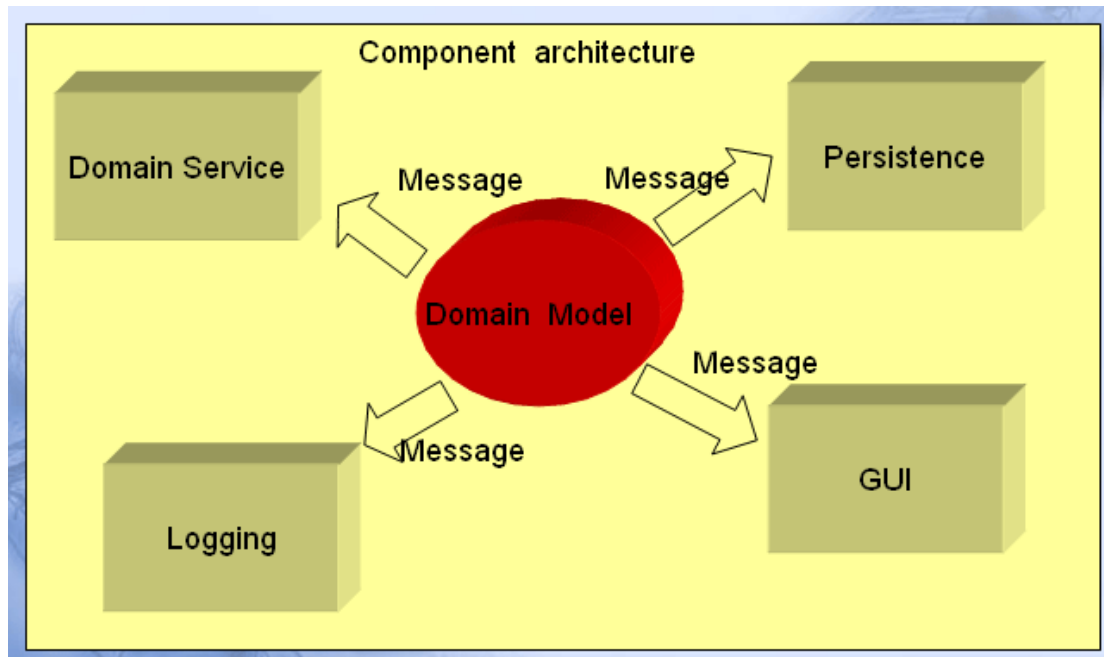 Component architecture
Domain Service
Persistence
Message
Message
Domain Model
Message
Message
GUI
Logging